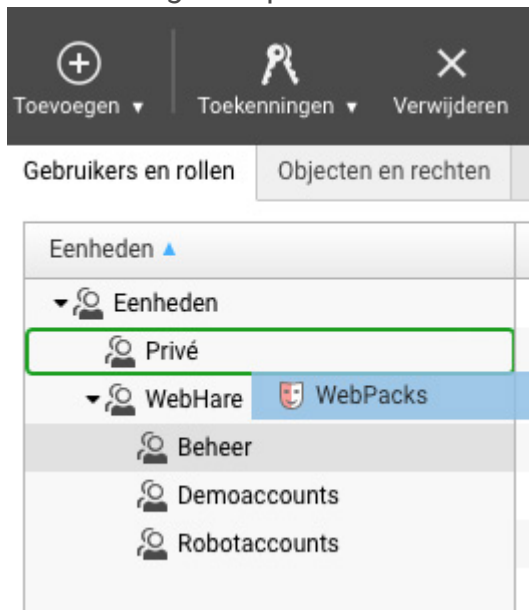 Toevoegen ▾ Toekenningen ▾ Verwijderen
Gebruikers en rollen Objecten en rechten
Eenheden
Eenheden
Privé
WebHare WebPacks
Beheer
Demoaccounts
Robotaccounts